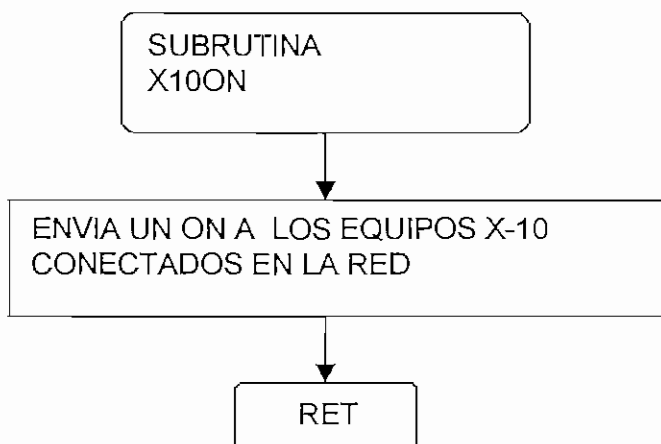 SUBRUTINA
X10ON
ENVIA UN ON A LOS EQUIPOS X-10
CONECTADOS EN LA RED
RET